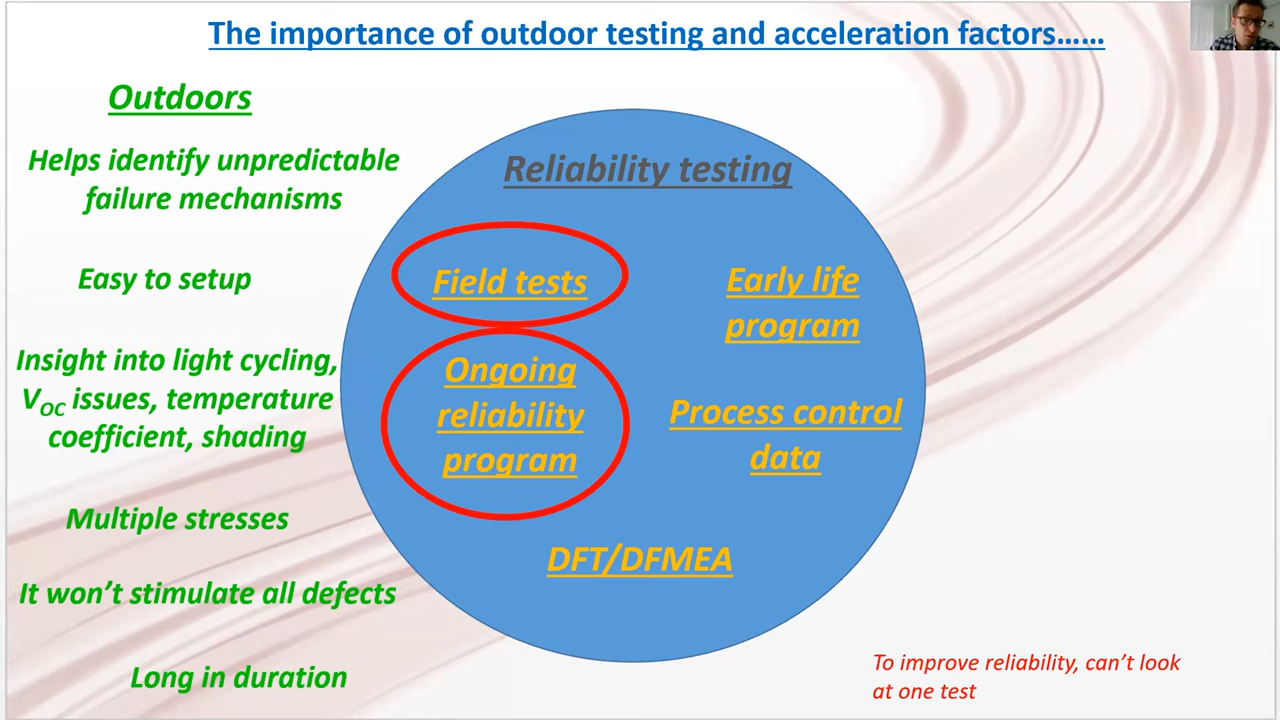 The importance of outdoor testing and acceleration factors……
Outdoors
Helps identify unpredictable
failure mechanisms
Easy to setup
Insight into light cycling,
VOC issues, temperature
coefficient, shading
Multiple stresses
It won’t stimulate all defects
Long in duration
Reliability testing
Field tests
Ongoing
reliability
program
Early life
program
Process control
data
DFT/DFMEA
To improve reliability, can’t look
at one test